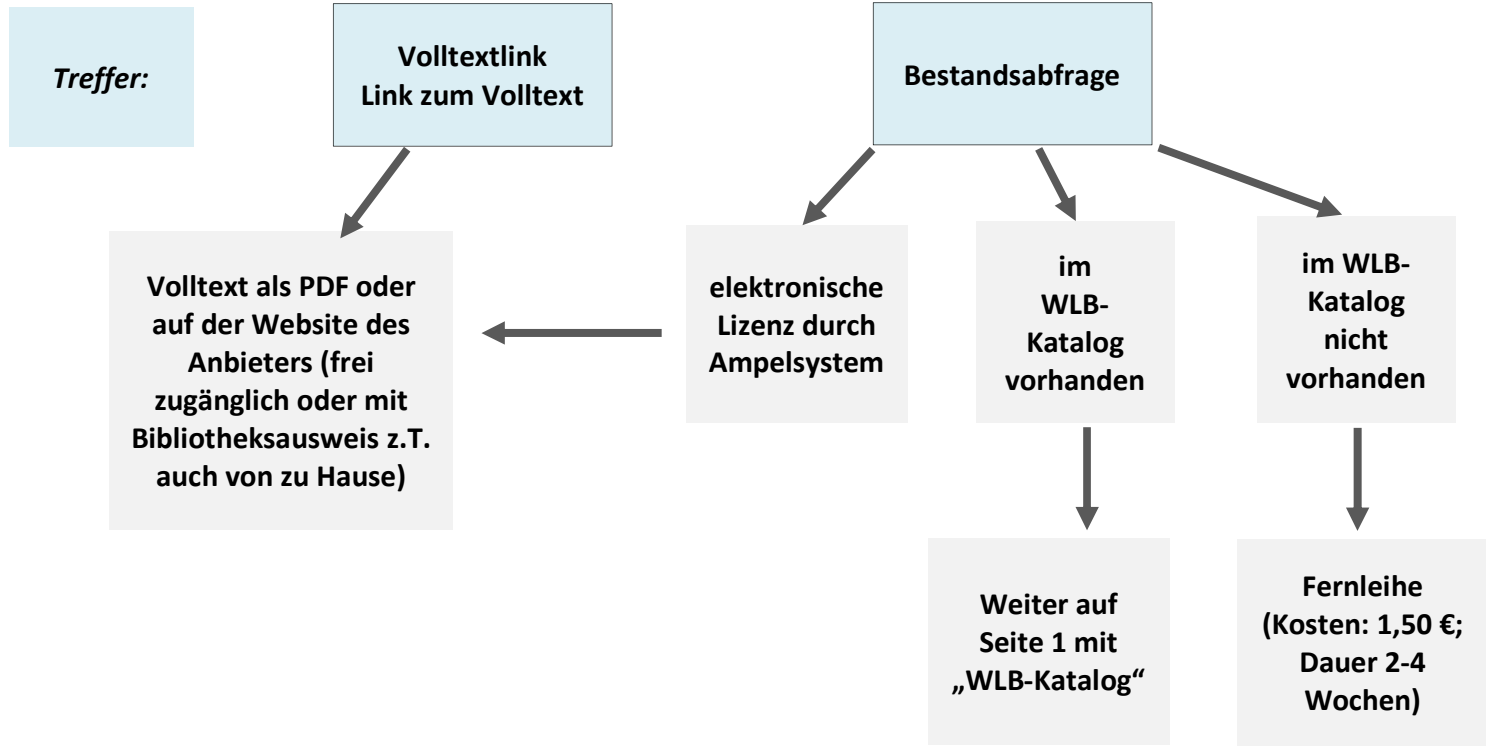 Treffer:
Volltextlink
Link zum Volltext
Bestandsabfrage
Volltext als PDF oder
auf der Website des
Anbieters (frei
zugänglich oder mit
Bibliotheksausweis z.T.
auch von zu Hause)
elektronische
Lizenz durch
Ampelsystem
im
WLB-
Katalog
vorhanden
im WLB-
Katalog
nicht
vorhanden
Weiter auf
Seite 1 mit
„WLB-Katalog“
Fernleihe
(Kosten: 1,50 €;
Dauer 2-4
Wochen)